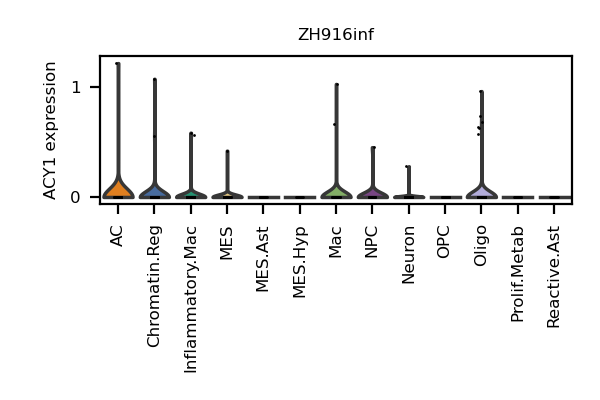 ZH916inf
ACY1 expression
1
0
AC
Chromatin.Reg
Inflammatory.Mac
MES
MES.Ast
MES.Hyp
Mac
NPC
Neuron
OPC
Oligo
Prolif.Metab
Reactive.Ast